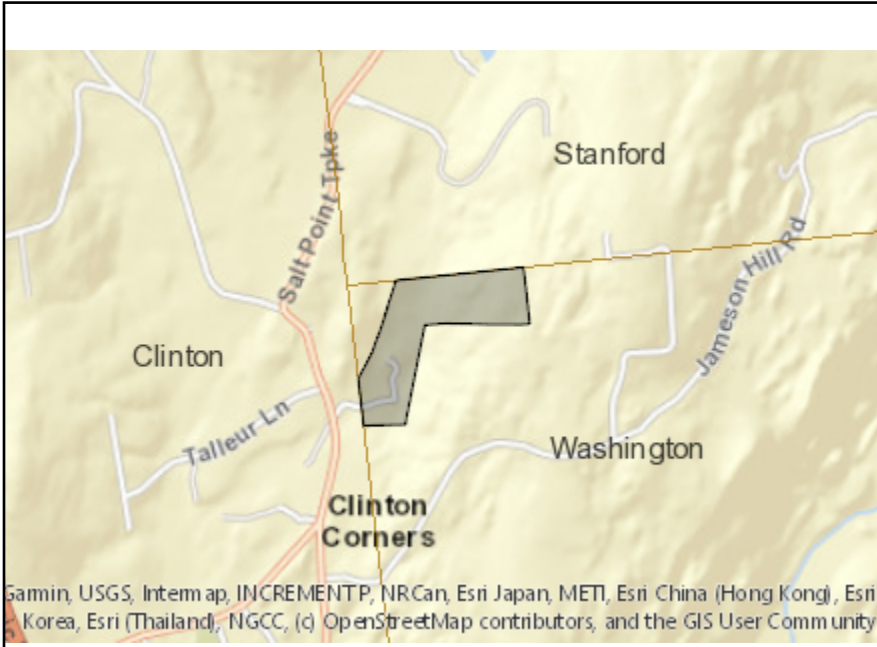 Stanford
Salt Point Tpke
Jameson Hill Rd
Clinton
Talleur Ln
Washington
Clinton
Corners
Garmin, USGS, Intermap, INCREMENT P, NRCan, Esri Japan, METI, Esri China (Hong Kong), Esri
Korea, Esri (Thailand), NGCC, (c) OpenStreetMap contributors, and the GIS User Community